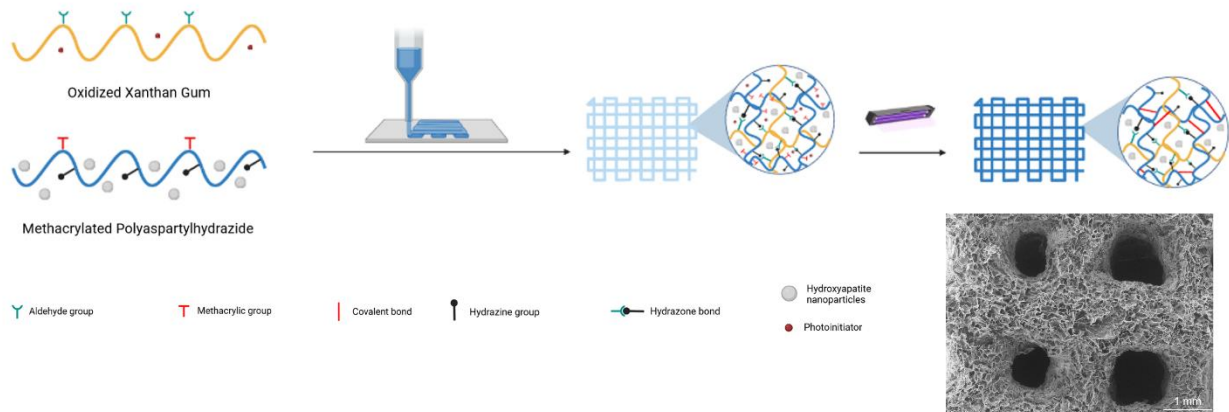 Oxidized Xanthan Gum
Methacrylated Polyaspartylhydrazide
Aldehyde group
Methacrylic group
Covalent bond
Hydrazine group
Hydrazone bond
Hydroxyapatite
nanoparticles
Photoinitiator
1 mm